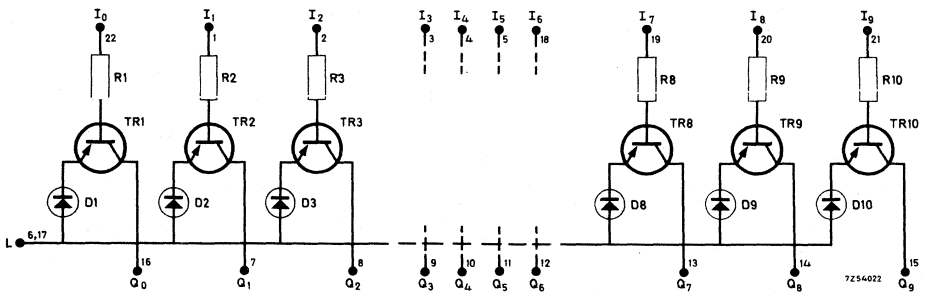 I0 I1 I2 I3 I4 I5 I6 I7 I8 I9
22 1 2 3 4 5 18 19 20 21
R1 R2 R3 R8 R9 R10
TR1 TR2 TR3 TR8 TR9 TR10
D1 D2 D3 D8 D9 D10
L 6,17
16 7 8 9 10 11 12 13 14 15
Q0 Q1 Q2 Q3 Q4 Q5 Q6 Q7 Q8 Q9
7Z54022